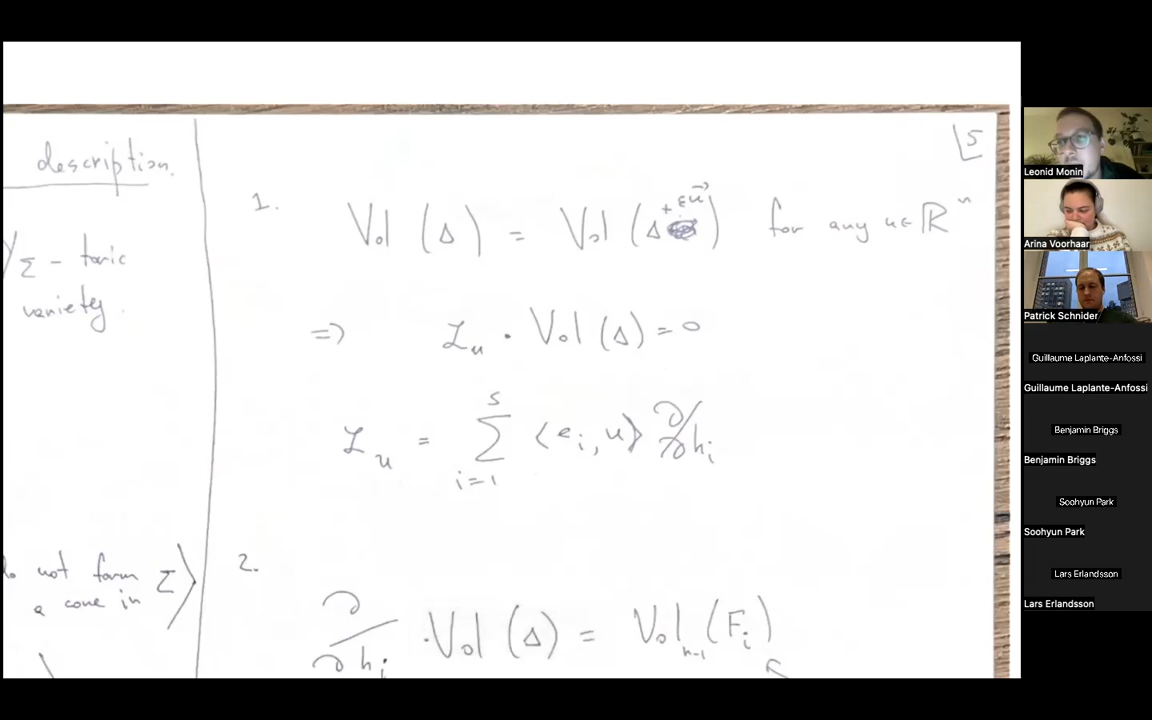 description.
Y_Σ - toric
variety.
do not form Σ⟩
a cone in
⌊5
1. Vol (Δ) = Vol (Δ + εu⃗) for any u∈ℝⁿ
=> ℒ_u · Vol (Δ) = 0
ℒ_u = ∑_{i=1}^{s} ⟨e_i, u⟩ ∂/∂h_i
2.
∂/∂h_i · Vol (Δ) = Vol_{n-1} (F_i)
Leonid Monin
Arina Voorhaar
Patrick Schnider
Guillaume Laplante-Anfossi
Guillaume Laplante-Anfossi
Benjamin Briggs
Benjamin Briggs
Soohyun Park
Soohyun Park
Lars Erlandsson
Lars Erlandsson